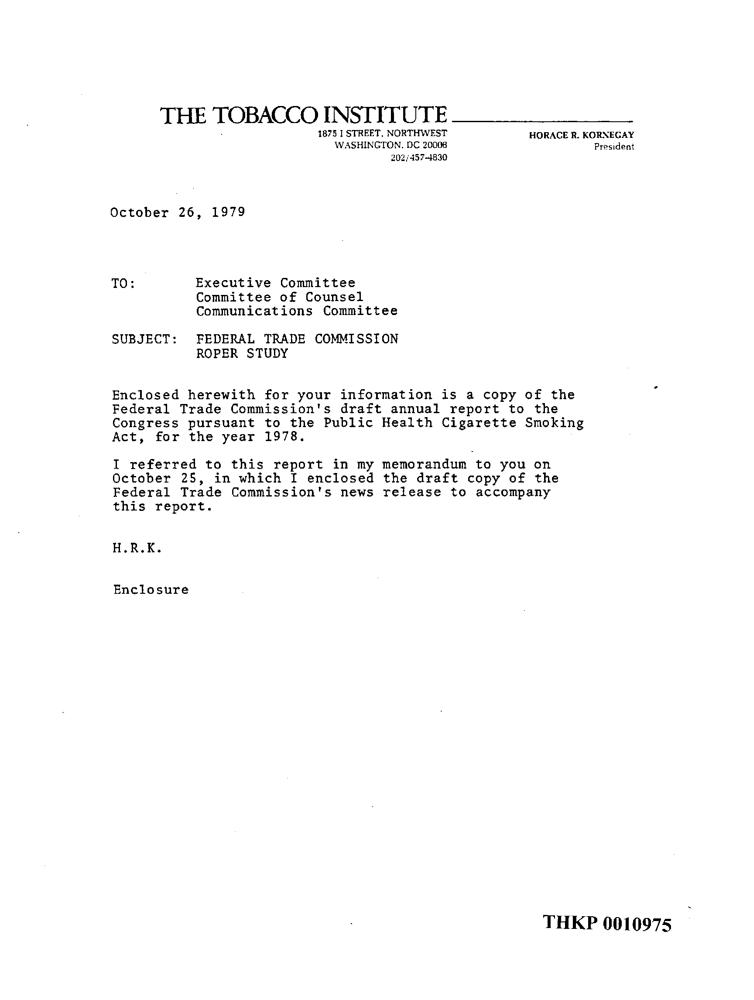 THE TOBACCO INSTITUTE
1875 I STREET, NORTHWEST
WASHINGTON, DC 20006
202/457-4830
HORACE R. KORNEGAY
President
October 26, 1979
TO: Executive Committee
Committee of Counsel
Communications Committee
SUBJECT: FEDERAL TRADE COMMISSION
ROPER STUDY
Enclosed herewith for your information is a copy of the
Federal Trade Commission's draft annual report to the
Congress pursuant to the Public Health Cigarette Smoking
Act, for the year 1978.
I referred to this report in my memorandum to you on
October 25, in which I enclosed the draft copy of the
Federal Trade Commission's news release to accompany
this report.
H.R.K.
Enclosure
THKP 0010975